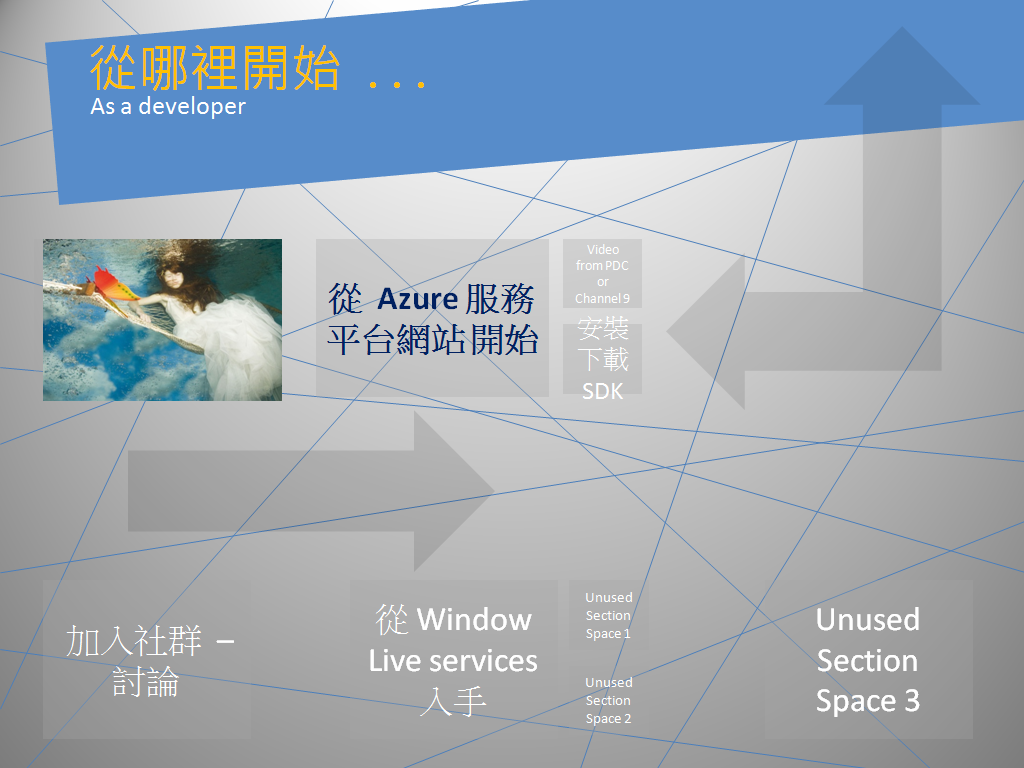 從哪裡開始 ...
As a developer
從 Azure 服務
平台網站開始
Video
from PDC
or
Channel 9
安裝
下載
SDK
加入社群 –
討論
從 Window
Live services
入手
Unused
Section
Space 1
Unused
Section
Space 2
Unused
Section
Space 3